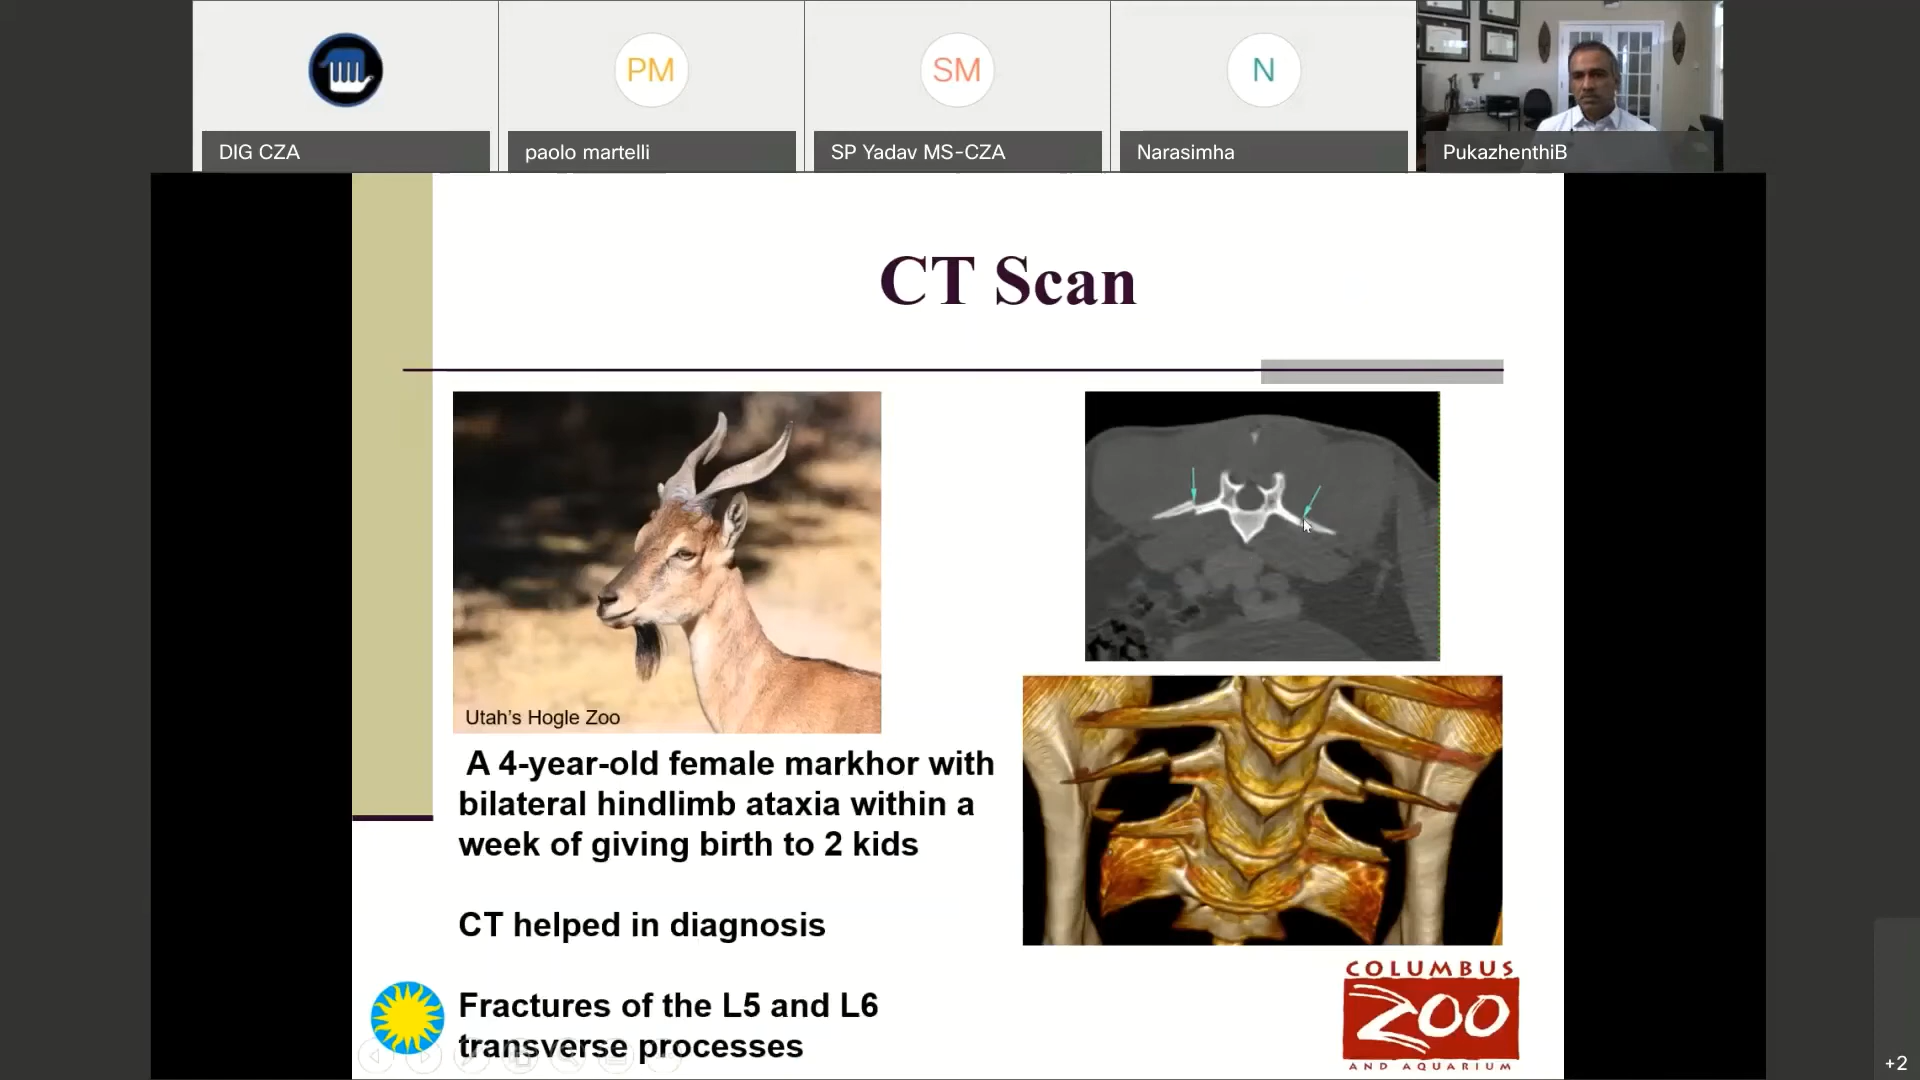 PM
SM
N
DIG CZA
paolo martelli
SP Yadav MS-CZA
Narasimha
PukazhenthiB
CT Scan
Utah's Hogle Zoo
A 4-year-old female markhor with
bilateral hindlimb ataxia within a
week of giving birth to 2 kids
CT helped in diagnosis
Fractures of the L5 and L6
transverse processes
COLUMBUS
ZOO
AND AQUARIUM
+2